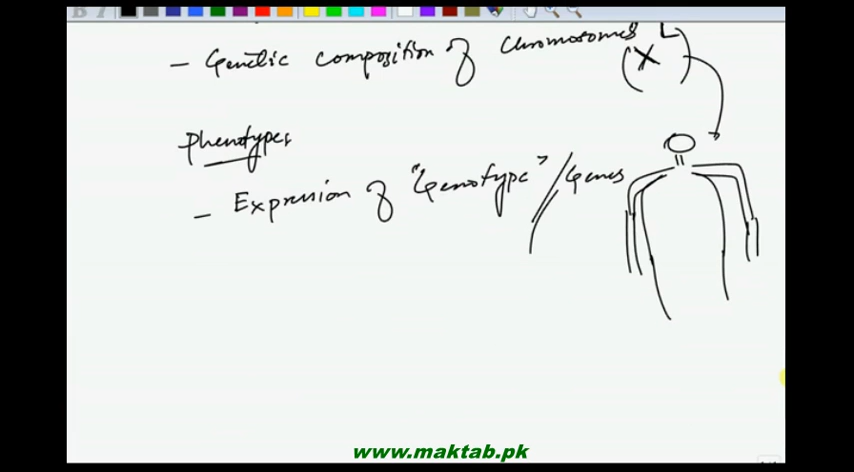 - Genetic composition of Chromosomes (X)
Phenotypes
- Expression of "Genotype" / Genes
www.maktab.pk